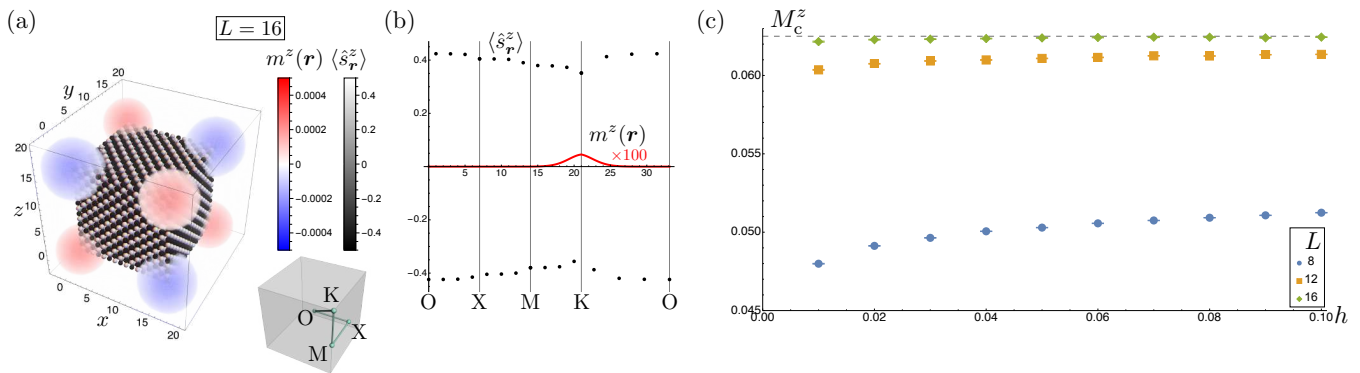 (a)
L = 16
m^z(r) ⟨ŝ^z_r⟩
0.0004
0.0002
0
−0.0002
−0.0004
0.4
0.2
0
−0.2
−0.4
20
15
y
10
5
0
20
15
10
z
5
0
0
5
10
x
15
20
K
O
X
M
(b)
⟨ŝ^z_r⟩
0.4
0.2
m^z(r)
×100
1 5 10 15 20 25 30
−0.2
−0.4
O X M K O
(c)
M^z_c
0.060
0.055
0.050
0.045
0.00 0.02 0.04 0.06 0.08 0.10 h
L
8
12
16